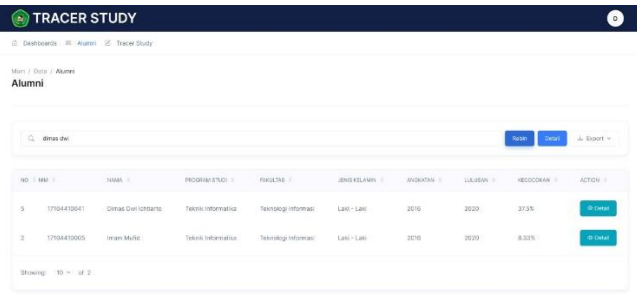 TRACER STUDY
D
Dashboards Alumni Tracer Study
Main / Data / Alumni
Alumni
dimas dwi
Rabin Detail Export
NO NIM NAMA PROGRAM STUDI FAKULTAS JENIS KELAMIN ANGKATAN LULUSAN KECOCOKAN ACTION
5 17104410041 Dimas Dwi Ichtiarto Teknik Informatika Teknologi Informasi Laki - Laki 2016 2020 37.5% Detail
2 17104410005 Imam Mufid Teknik Informatika Teknologi Informasi Laki - Laki 2016 2020 8.33% Detail
Showing: 10 of 2